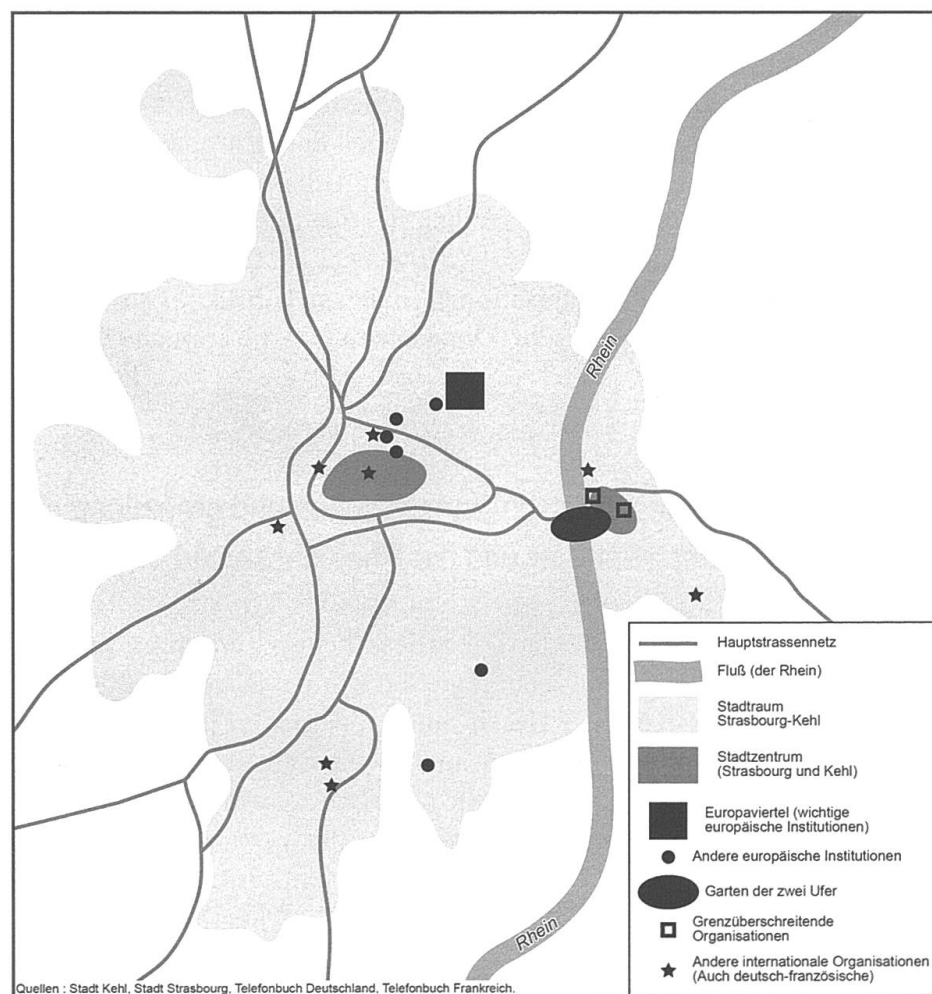 Rhein
Rhein
Hauptstrassennetz
Fluß (der Rhein)
Stadtraum
Strasbourg-Kehl
Stadtzentrum
(Strasbourg und Kehl)
Europaviertel (wichtige
europäische Institutionen)
Andere europäische Institutionen
Garten der zwei Ufer
Grenzüberschreitende
Organisationen
Andere internationale Organisationen
(Auch deutsch-französische)
Quellen : Stadt Kehl, Stadt Strasbourg, Telefonbuch Deutschland, Telefonbuch Frankreich.